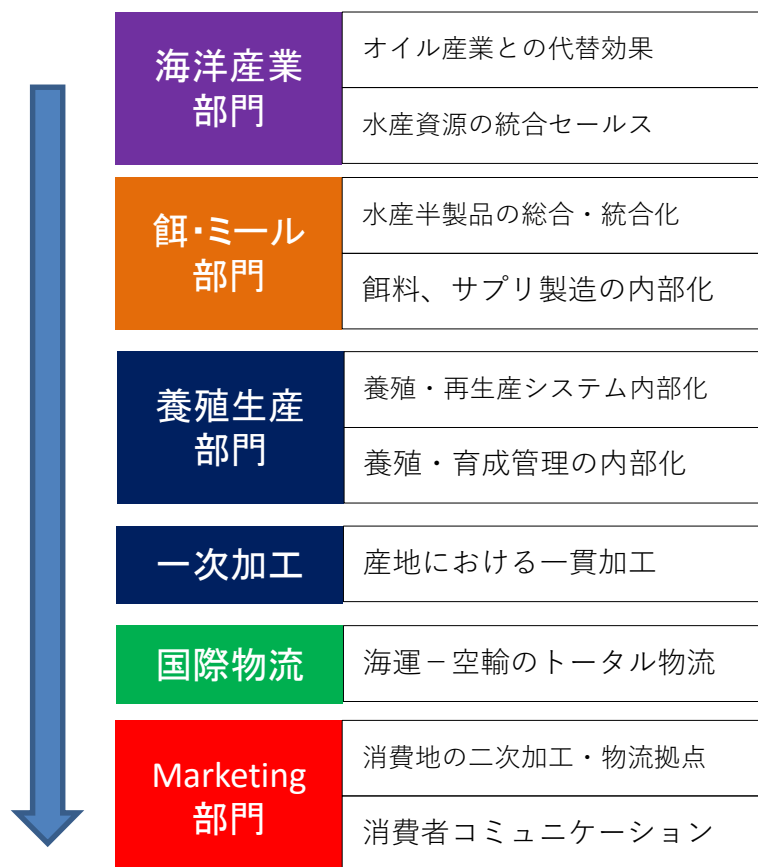 海洋産業
部門
オイル産業との代替効果
水産資源の統合セールス
餌・ミール
部門
水産半製品の総合・統合化
餌料、サプリ製造の内部化
養殖生産
部門
養殖・再生産システム内部化
養殖・育成管理の内部化
一次加工
産地における一貫加工
国際物流
海運－空輸のトータル物流
Marketing
部門
消費地の二次加工・物流拠点
消費者コミュニケーション